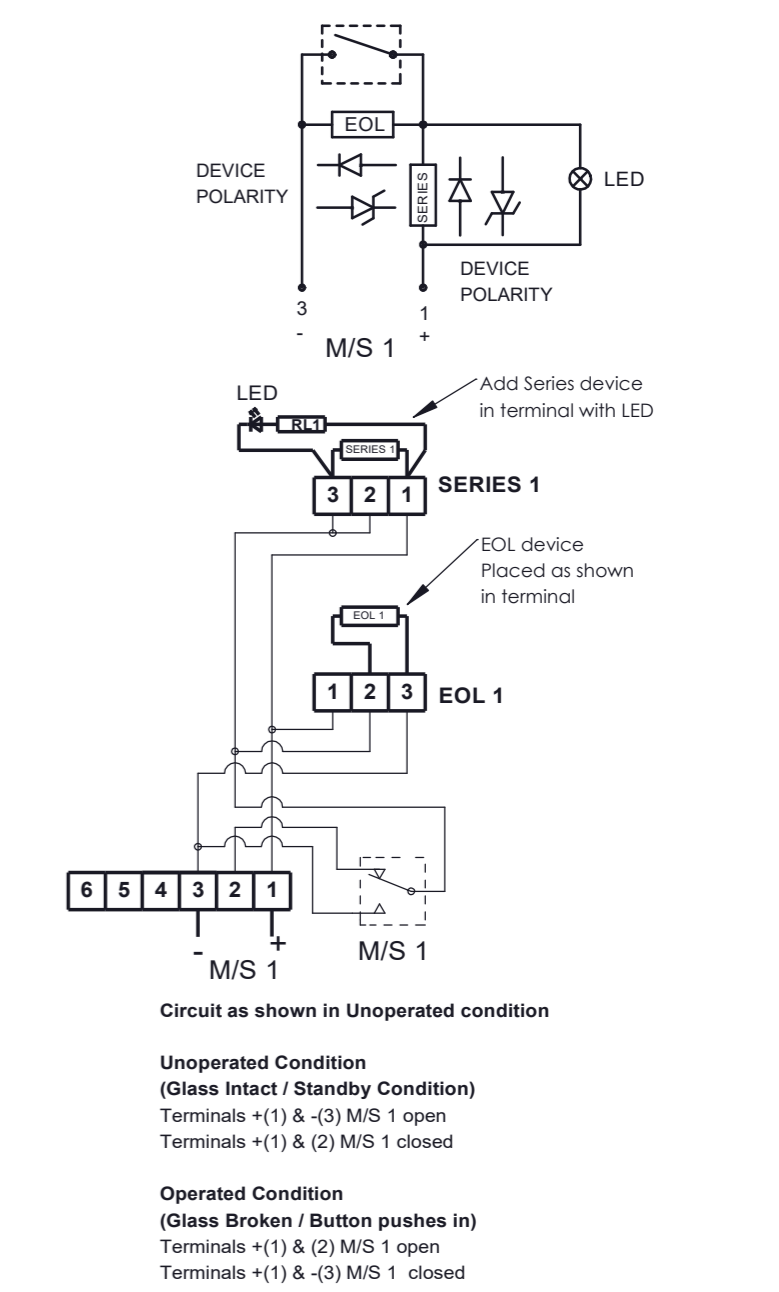 EOL
DEVICE
POLARITY
SERIES
LED
DEVICE
POLARITY
3
1
-
+
M/S 1
LED
Add Series device
in terminal with LED
RL1
SERIES 1
3 2 1
SERIES 1
EOL device
Placed as shown
in terminal
EOL 1
1 2 3
EOL 1
6 5 4 3 2 1
- +
M/S 1
M/S 1
Circuit as shown in Unoperated condition
Unoperated Condition
(Glass Intact / Standby Condition)
Terminals +(1) & -(3) M/S 1 open
Terminals +(1) & (2) M/S 1 closed
Operated Condition
(Glass Broken / Button pushes in)
Terminals +(1) & (2) M/S 1 open
Terminals +(1) & -(3) M/S 1 closed